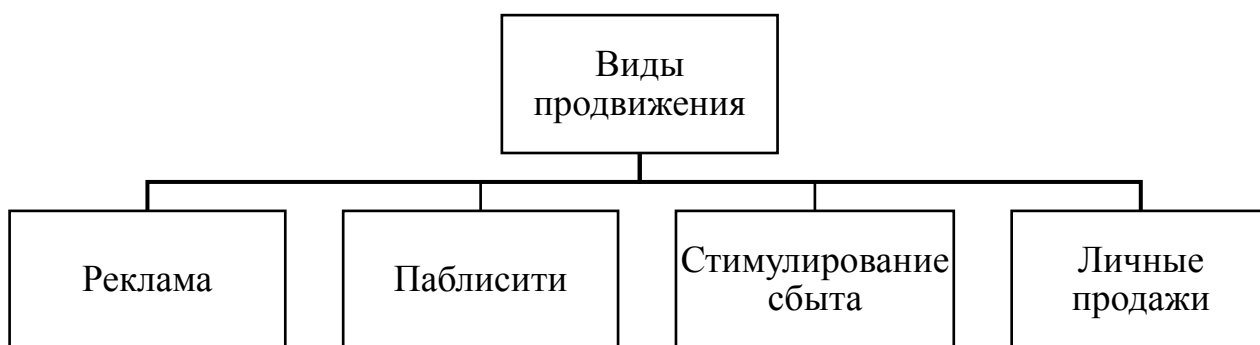 Виды
продвижения
Реклама
Паблисити
Стимулирование
сбыта
Личные
продажи